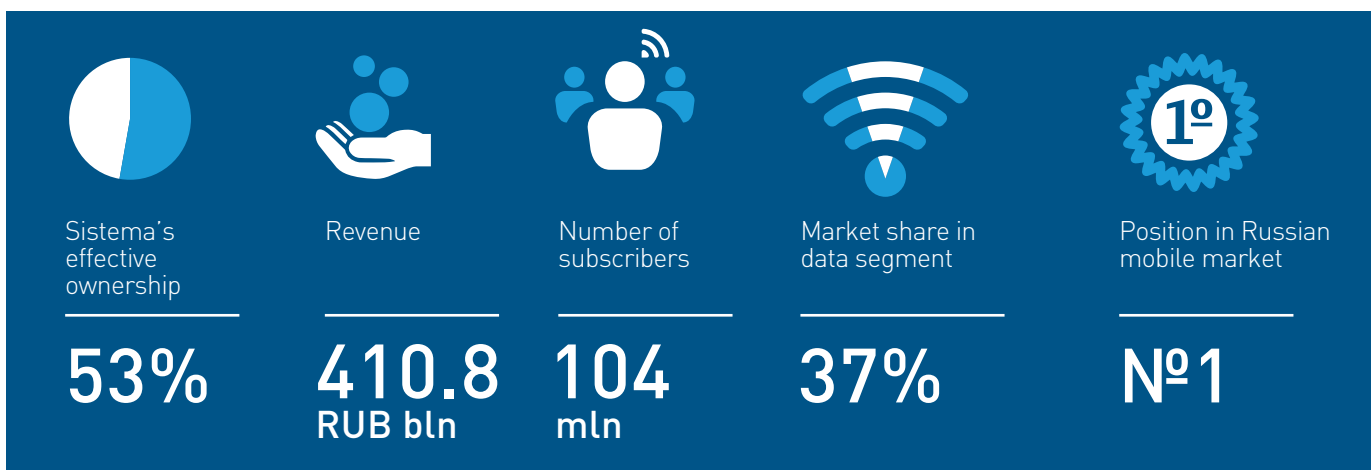 1º
Sistema’s
effective
ownership
53%
Revenue
410.8
RUB bln
Number of
subscribers
104
mln
Market share in
data segment
37%
Position in Russian
mobile market
№1